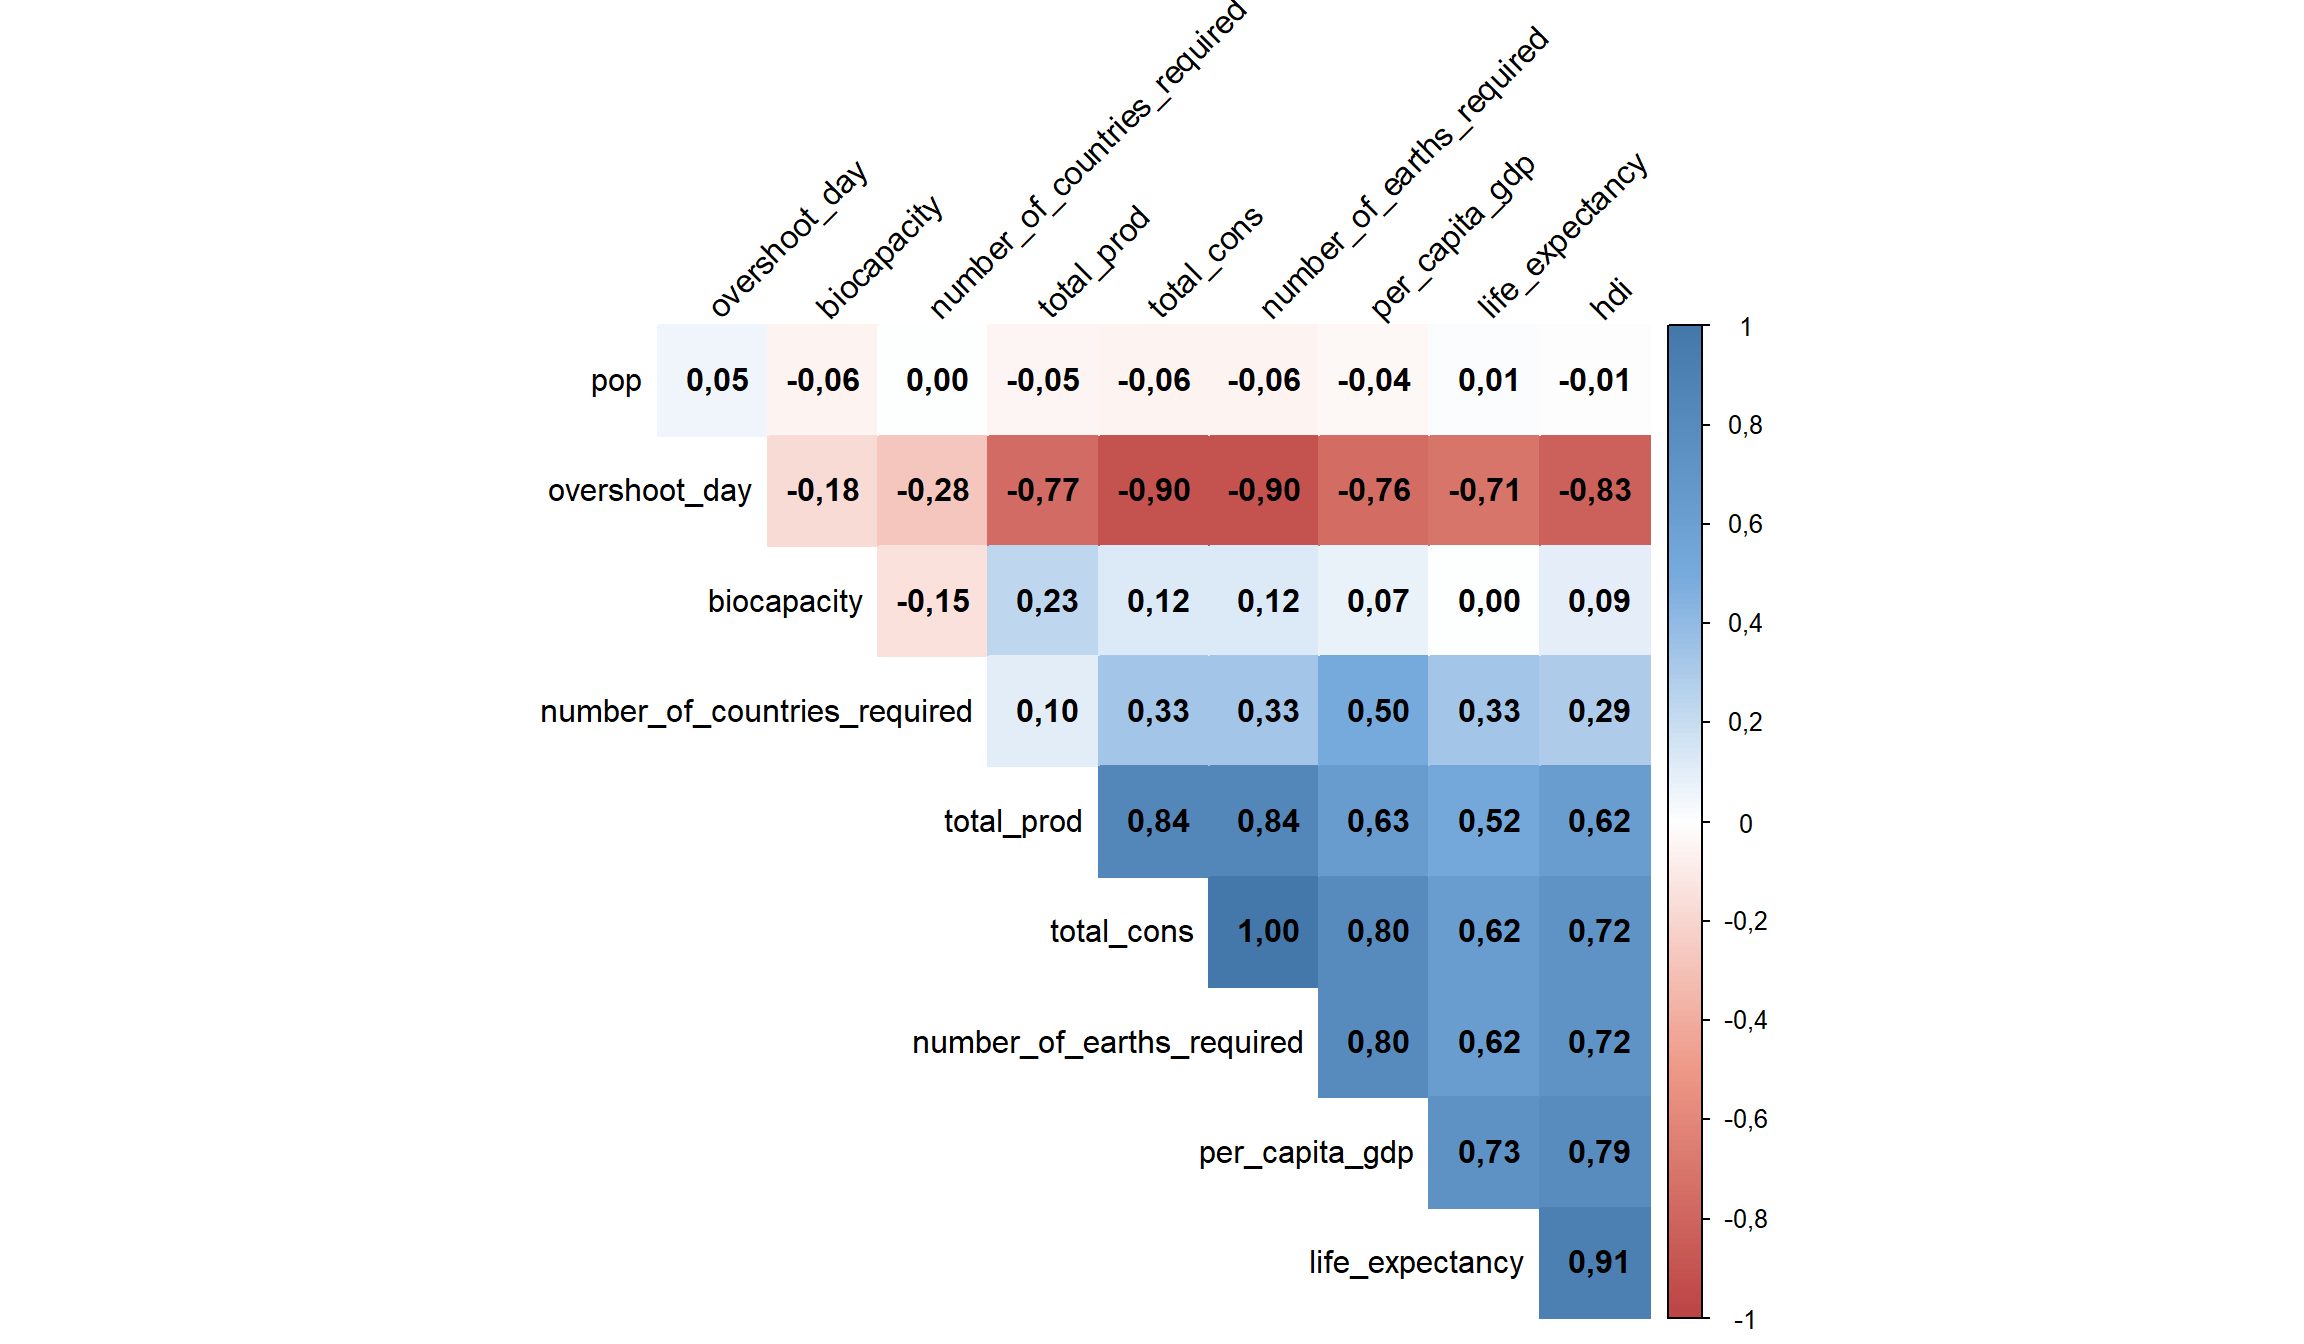 overshoot_day
biocapacity
number_of_countries_required
total_prod
total_cons
number_of_earths_required
per_capita_gdp
life_expectancy
hdi
pop 0,05 -0,06 0,00 -0,05 -0,06 -0,06 -0,04 0,01 -0,01
overshoot_day -0,18 -0,28 -0,77 -0,90 -0,90 -0,76 -0,71 -0,83
biocapacity -0,15 0,23 0,12 0,12 0,07 0,00 0,09
number_of_countries_required 0,10 0,33 0,33 0,50 0,33 0,29
total_prod 0,84 0,84 0,63 0,52 0,62
total_cons 1,00 0,80 0,62 0,72
number_of_earths_required 0,80 0,62 0,72
per_capita_gdp 0,73 0,79
life_expectancy 0,91
1
0,8
0,6
0,4
0,2
0
-0,2
-0,4
-0,6
-0,8
-1